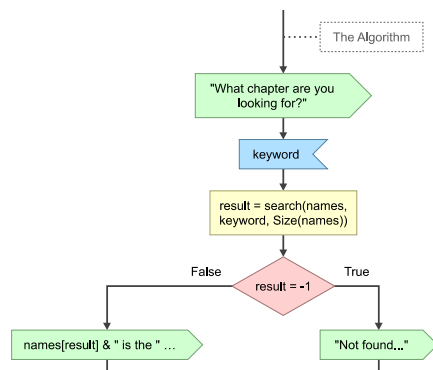 The Algorithm
"What chapter are you
looking for?"
keyword
result = search(names,
keyword, Size(names))
False
True
result = -1
names[result] & " is the " ...
"Not found..."